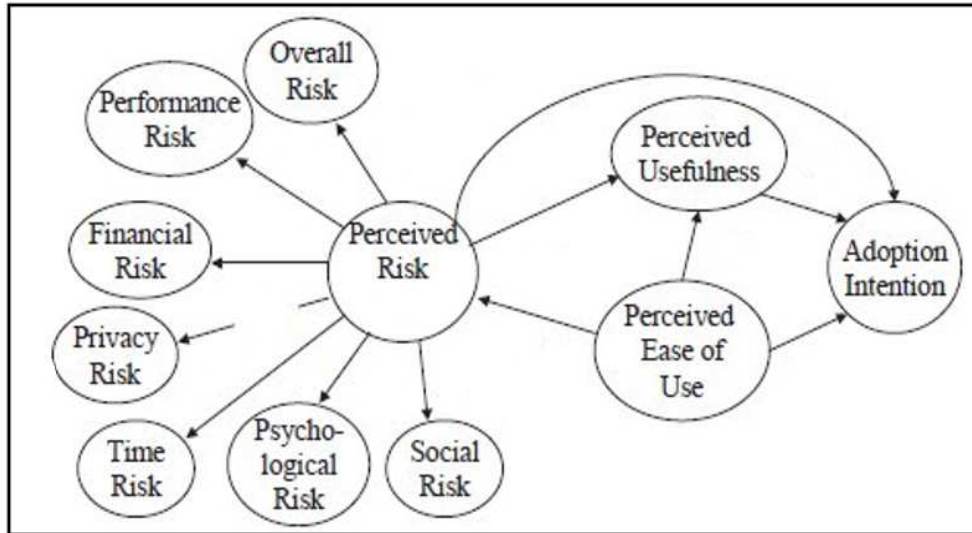 Overall
Risk
Performance
Risk
Financial
Risk
Privacy
Risk
Time
Risk
Psycho-
logical
Risk
Social
Risk
Perceived
Risk
Perceived
Usefulness
Perceived
Ease of
Use
Adoption
Intention